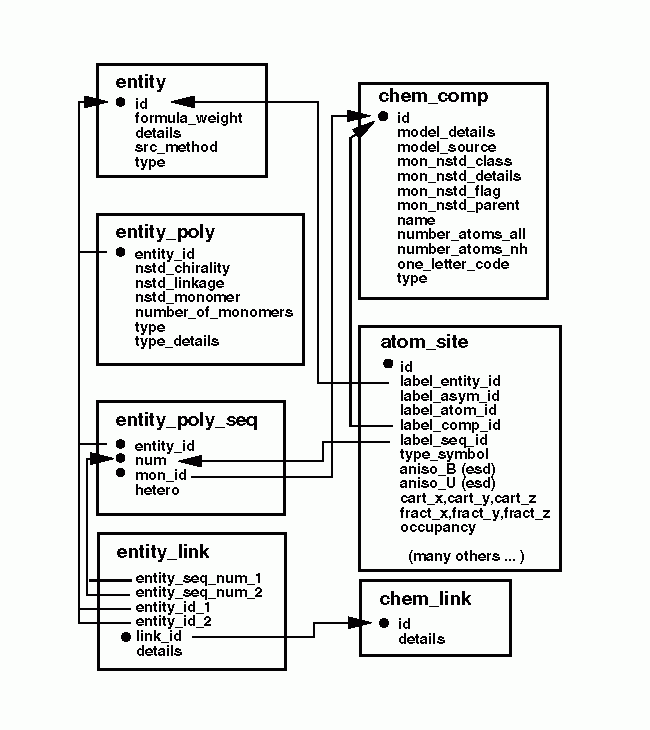 entity
id
formula_weight
details
src_method
type
entity_poly
entity_id
nstd_chirality
nstd_linkage
nstd_monomer
number_of_monomers
type
type_details
entity_poly_seq
entity_id
num
mon_id
hetero
entity_link
entity_seq_num_1
entity_seq_num_2
entity_id_1
entity_id_2
link_id
details
chem_comp
id
model_details
model_source
mon_nstd_class
mon_nstd_details
mon_nstd_flag
mon_nstd_parent
name
number_atoms_all
number_atoms_nh
one_letter_code
type
atom_site
id
label_entity_id
label_asym_id
label_atom_id
label_comp_id
label_seq_id
type_symbol
aniso_B (esd)
aniso_U (esd)
cart_x,cart_y,cart_z
fract_x,fract_y,fract_z
occupancy
(many others ... )
chem_link
id
details